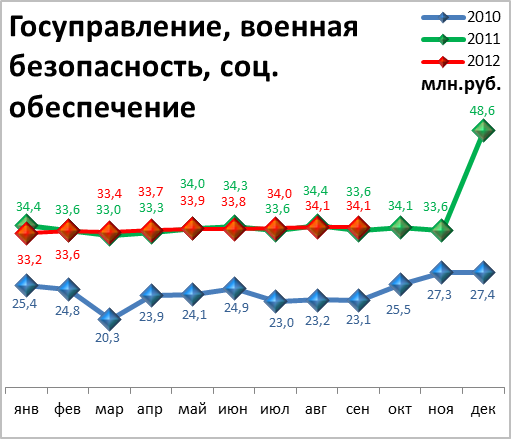 Госуправление, военная
безопасность, соц.
обеспечение
2010
2011
2012
млн.руб.
48,6
34,4 33,6 33,4 33,7 34,0 34,3 34,0 34,4 33,6 34,1 33,6
33,0 33,3 33,9 33,8 33,6 34,1 34,1
33,2 33,6
25,4 24,8 20,3 23,9 24,1 24,9 23,0 23,2 23,1 25,5 27,3 27,4
янв фев мар апр май июн июл авг сен окт ноя дек